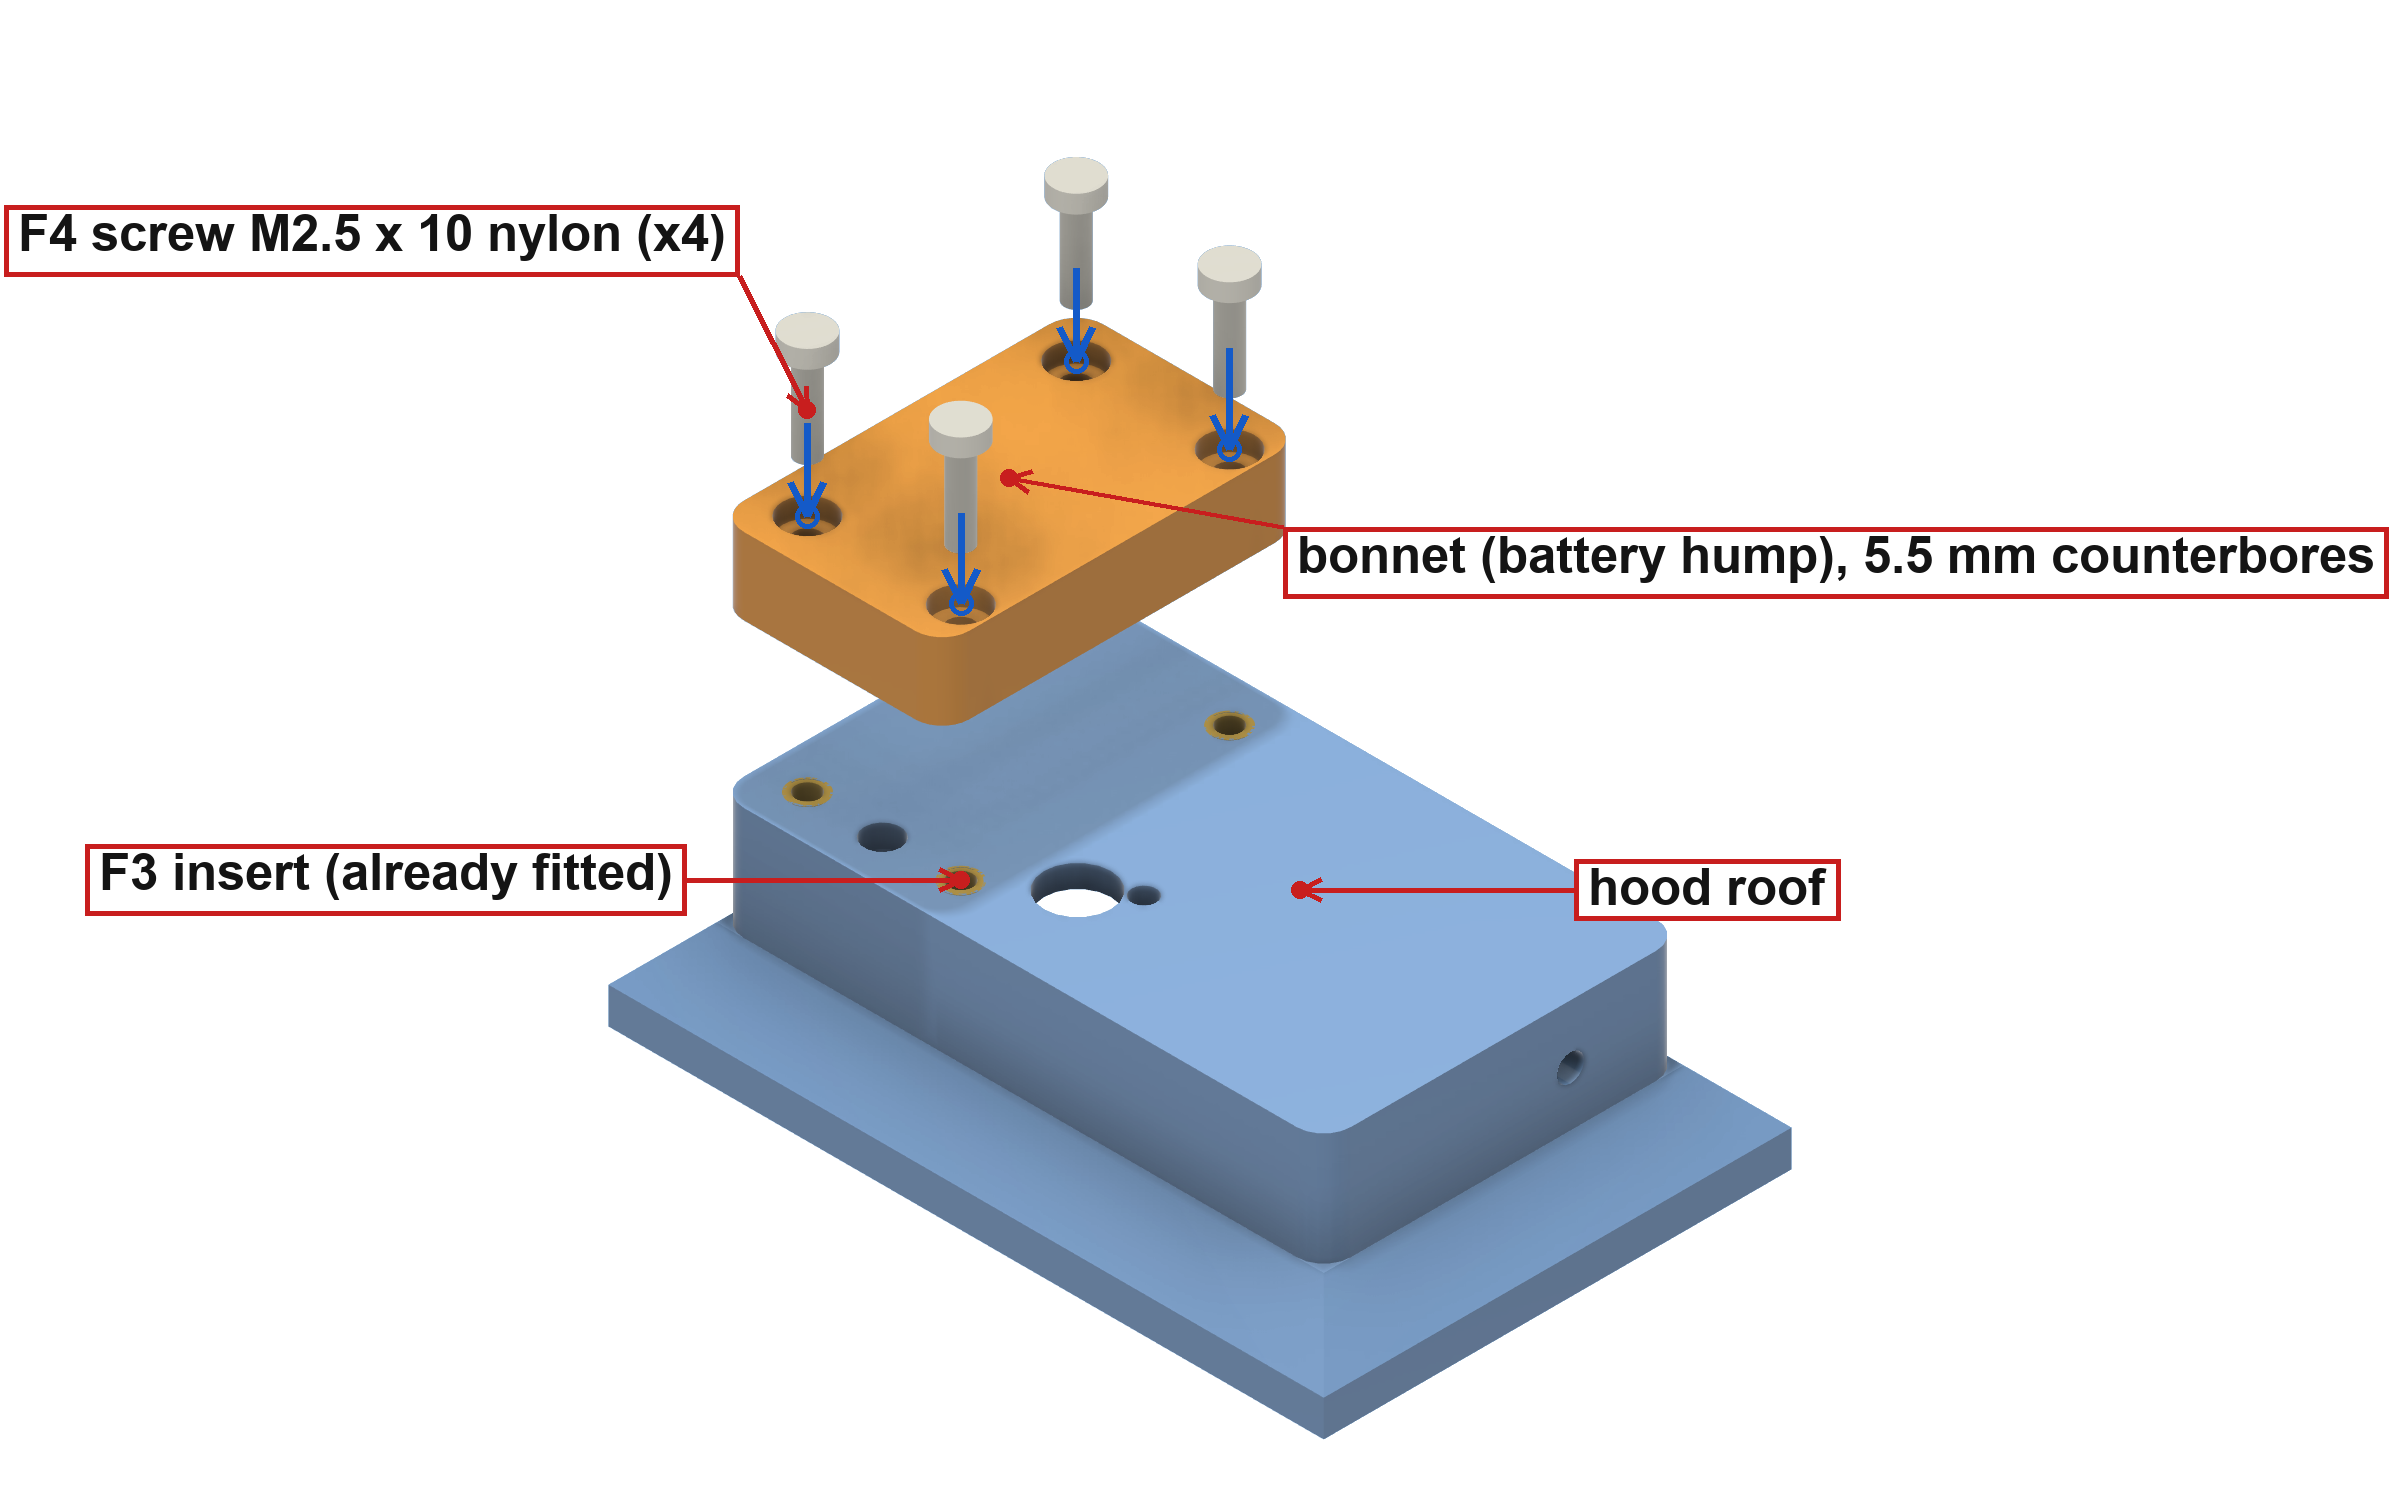 F4 screw M2.5 x 10 nylon (x4)
bonnet (battery hump), 5.5 mm counterbores
F3 insert (already fitted)
hood roof